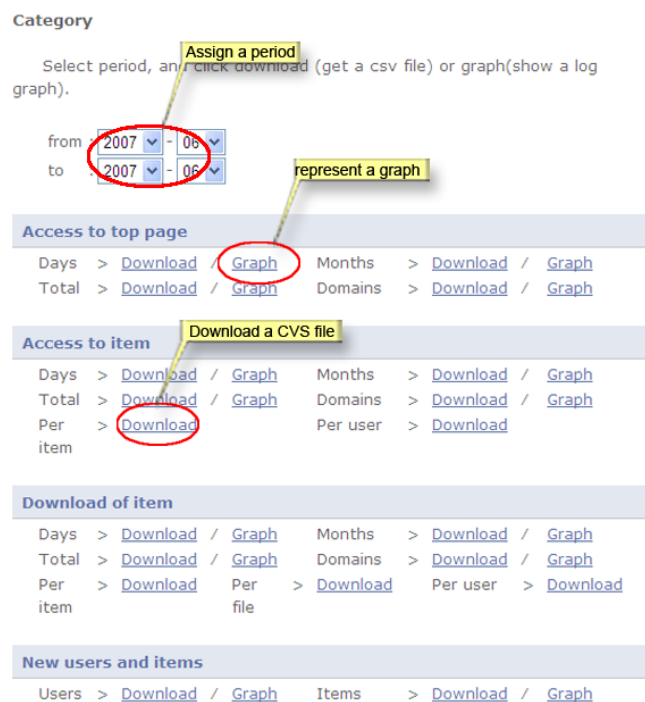 Category
Assign a period
Select period, and click download (get a csv file) or graph(show a log
graph).
from : 2007 - 06
to : 2007 - 06
represent a graph
Access to top page
Days > Download / Graph Months > Download / Graph
Total > Download / Graph Domains > Download / Graph
Download a CVS file
Access to item
Days > Download / Graph Months > Download / Graph
Total > Download / Graph Domains > Download / Graph
Per > Download Per user > Download
item
Download of item
Days > Download / Graph Months > Download / Graph
Total > Download / Graph Domains > Download / Graph
Per > Download Per > Download Per user > Download
item file
New users and items
Users > Download / Graph Items > Download / Graph